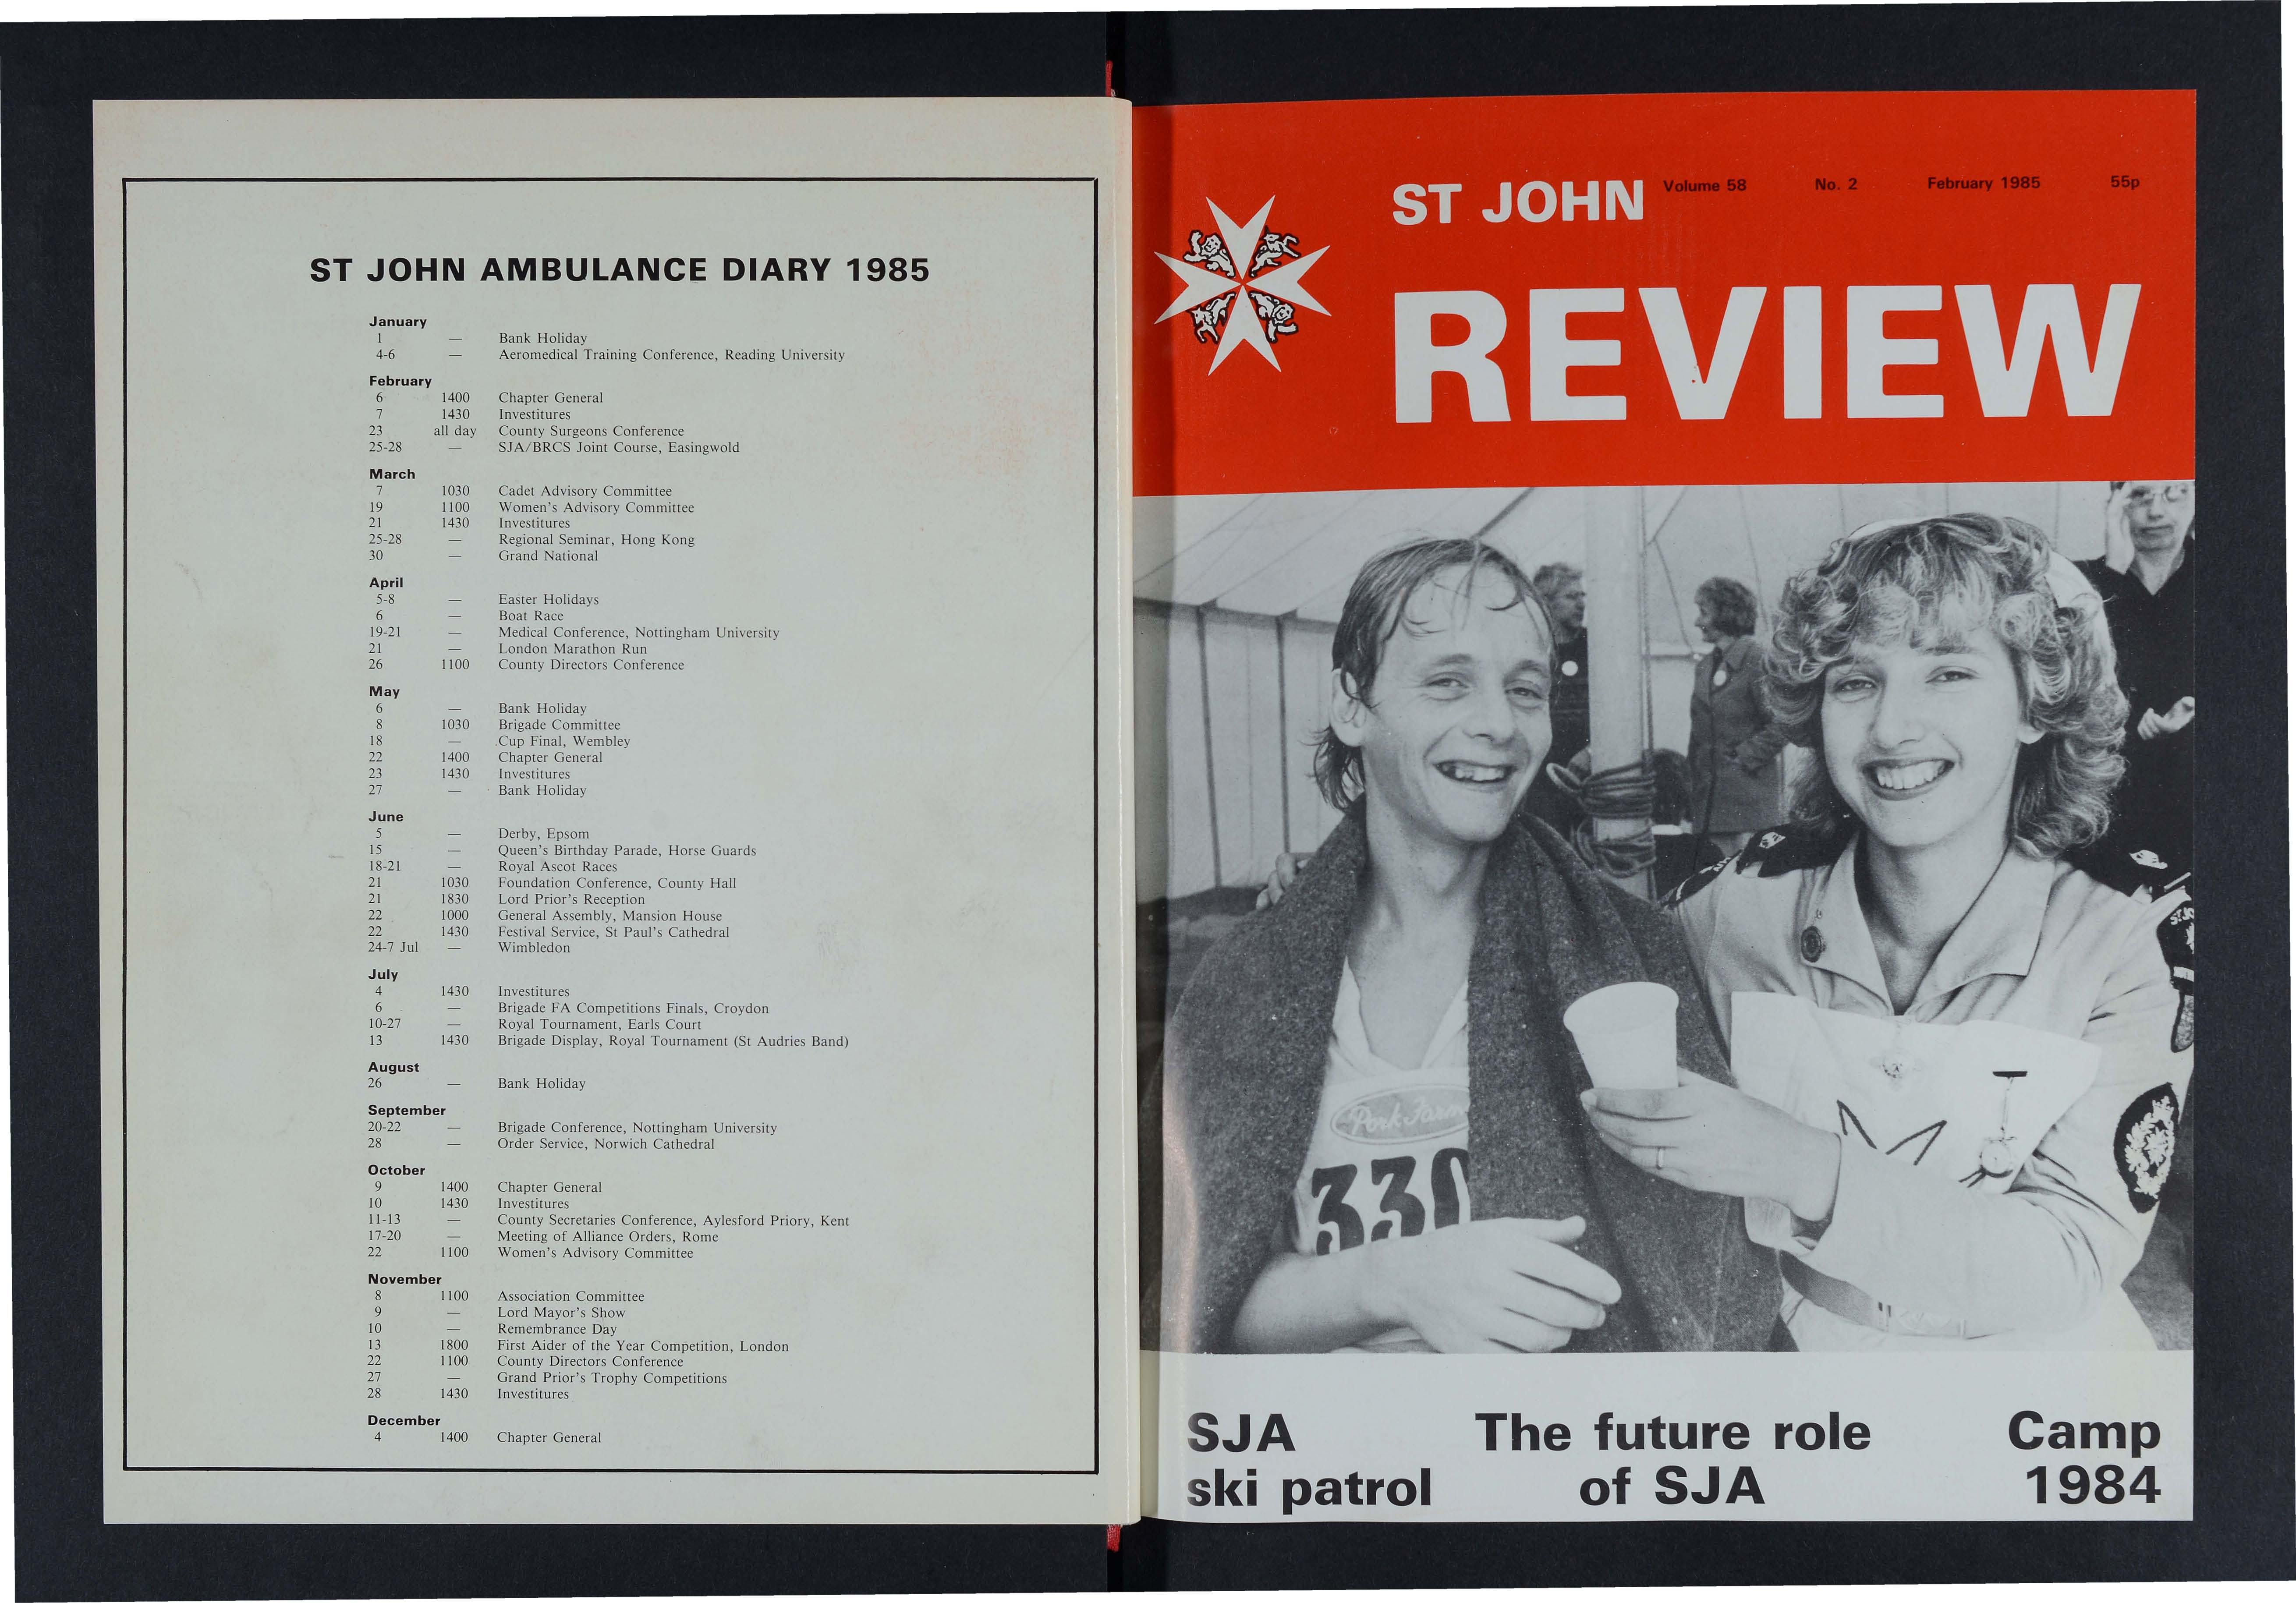 ST JOHN AMBULANCE DIARY 1985
January
1 — Bank Holiday
4-6 — Aeromedical Training Conference, Reading University
February
6 1400 Chapter General
7 1430 Investitures
23 all day County Surgeons Conference
25-28 — SJA/BRCS Joint Course, Easingwold
March
7 1030 Cadet Advisory Committee
19 1100 Women's Advisory Committee
21 1430 Investitures
25-28 — Regional Seminar, Hong Kong
30 — Grand National
April
5-8 — Easter Holidays
6 — Boat Race
19-21 — Medical Conference, Nottingham University
21 — London Marathon Run
26 1100 County Directors Conference
May
6 — Bank Holiday
8 1030 Brigade Committee
18 — Cup Final, Wembley
22 1400 Chapter General
23 1430 Investitures
27 — Bank Holiday
June
5 — Derby, Epsom
15 — Queen's Birthday Parade, Horse Guards
18-21 — Royal Ascot Races
21 1030 Foundation Conference, County Hall
21 1830 Lord Prior's Reception
22 1000 General Assembly, Mansion House
22 1430 Festival Service, St Paul's Cathedral
24-7 Jul — Wimbledon
July
4 1430 Investitures
6 — Brigade FA Competitions Finals, Croydon
10-27 — Royal Tournament, Earls Court
13 1430 Brigade Display, Royal Tournament (St Audries Band)
August
26 — Bank Holiday
September
20-22 — Brigade Conference, Nottingham University
28 — Order Service, Norwich Cathedral
October
9 1400 Chapter General
10 1430 Investitures
11-13 — County Secretaries Conference, Aylesford Priory, Kent
17-20 — Meeting of Alliance Orders, Rome
22 1100 Women's Advisory Committee
November
8 1100 Association Committee
9 — Lord Mayor's Show
10 — Remembrance Day
13 1800 First Aider of the Year Competition, London
22 1100 County Directors Conference
27 — Grand Prior's Trophy Competitions
28 1430 Investitures
December
4 1400 Chapter General
ST JOHN Volume 58 No. 2 February 1985 55p
REVIEW
Park Farm
330
SJA
ski patrol
The future role
of SJA
Camp
1984